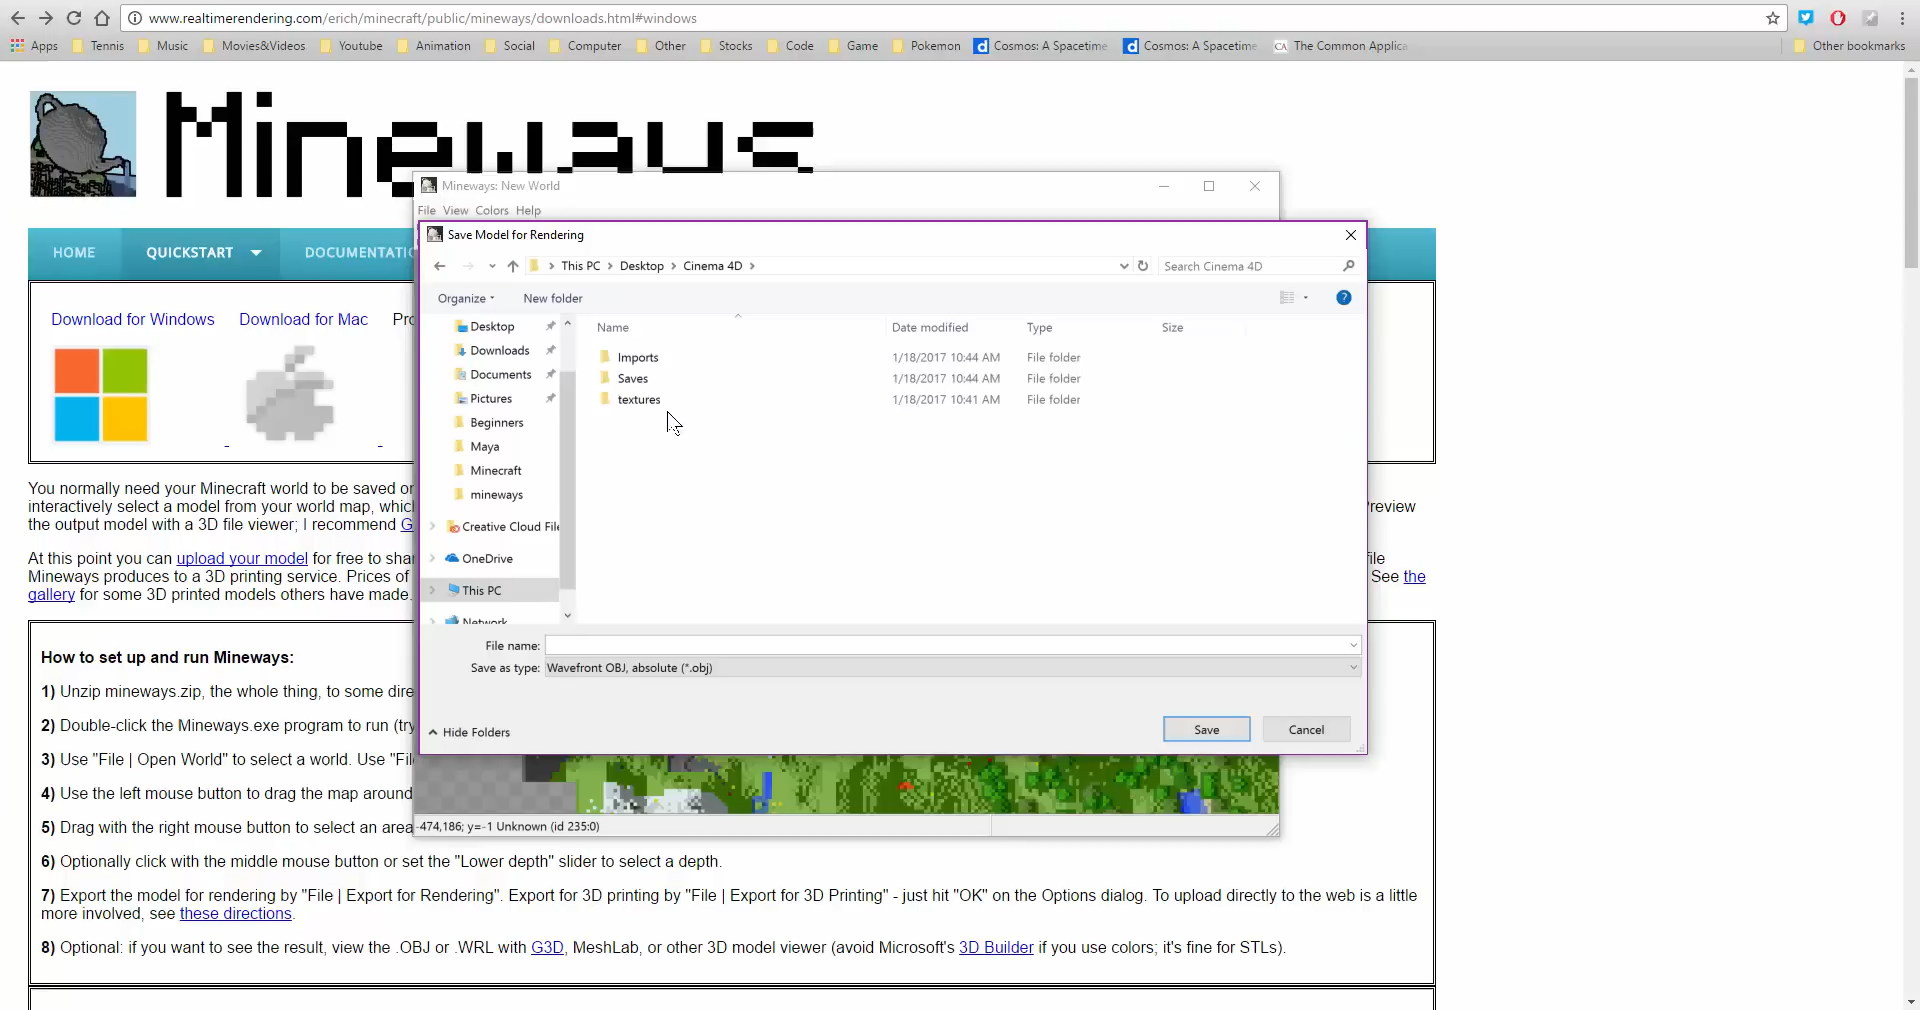 www.realtimerendering.com/erich/minecraft/public/mineways/downloads.html#windows
Apps Tennis Music Movies&Videos Youtube Animation Social Computer Other Stocks Code Game Pokemon Cosmos: A Spacetime Cosmos: A Spacetime CA The Common Applica Other bookmarks
Mineways
Mineways: New World
File View Colors Help
Save Model for Rendering
HOME QUICKSTART DOCUMENTATIO
This PC Desktop Cinema 4D Search Cinema 4D
Organize New folder
Download for Windows Download for Mac Pro
Name Date modified Type Size
Desktop
Downloads
Documents
Pictures
Beginners
Maya
Minecraft
mineways
Creative Cloud File
OneDrive
This PC
Network
Imports 1/18/2017 10:44 AM File folder
Saves 1/18/2017 10:44 AM File folder
textures 1/18/2017 10:41 AM File folder
File name:
Save as type: Wavefront OBJ, absolute (*.obj)
Hide Folders Save Cancel
-474,186; y=-1 Unknown (id 235:0)
You normally need your Minecraft world to be saved on
interactively select a model from your world map, whic Preview
the output model with a 3D file viewer; I recommend G
At this point you can upload your model for free to shar file
Mineways produces to a 3D printing service. Prices of See the
gallery for some 3D printed models others have made.
How to set up and run Mineways:
1) Unzip mineways.zip, the whole thing, to some dire
2) Double-click the Mineways.exe program to run (try
3) Use "File | Open World" to select a world. Use "File
4) Use the left mouse button to drag the map around
5) Drag with the right mouse button to select an area
6) Optionally click with the middle mouse button or set the "Lower depth" slider to select a depth.
7) Export the model for rendering by "File | Export for Rendering". Export for 3D printing by "File | Export for 3D Printing" - just hit "OK" on the Options dialog. To upload directly to the web is a little
more involved, see these directions.
8) Optional: if you want to see the result, view the .OBJ or .WRL with G3D, MeshLab, or other 3D model viewer (avoid Microsoft's 3D Builder if you use colors; it's fine for STLs).